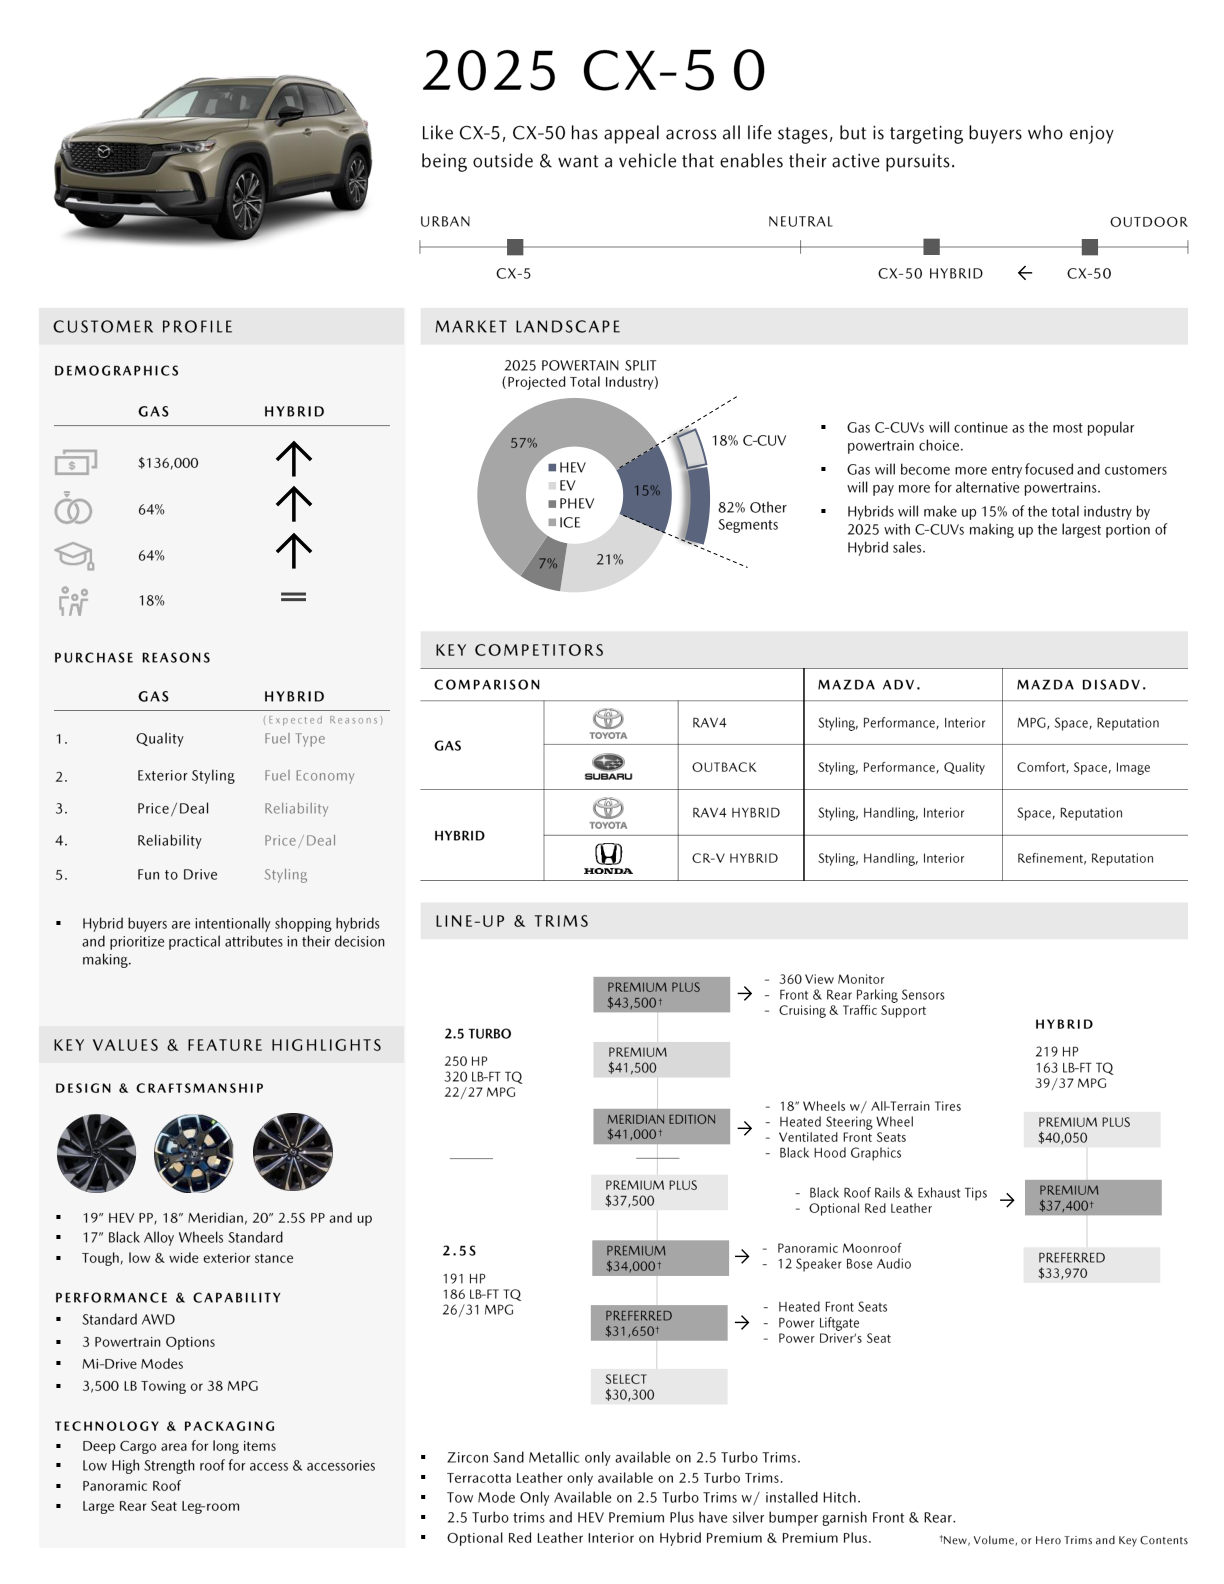 2025 CX-5 0
Like CX-5, CX-50 has appeal across all life stages, but is targeting buyers who enjoy
being outside & want a vehicle that enables their active pursuits.
URBAN NEUTRAL OUTDOOR
CX-5 CX-50 HYBRID ← CX-50
CUSTOMER PROFILE
DEMOGRAPHICS
GAS HYBRID
$
$136,000
64%
64%
18% =
PURCHASE REASONS
GAS HYBRID
(Expected Reasons)
1. Quality Fuel Type
2. Exterior Styling Fuel Economy
3. Price/Deal Reliability
4. Reliability Price/Deal
5. Fun to Drive Styling
▪ Hybrid buyers are intentionally shopping hybrids
and prioritize practical attributes in their decision
making.
KEY VALUES & FEATURE HIGHLIGHTS
DESIGN & CRAFTSMANSHIP
▪ 19” HEV PP, 18” Meridian, 20” 2.5S PP and up
▪ 17” Black Alloy Wheels Standard
▪ Tough, low & wide exterior stance
PERFORMANCE & CAPABILITY
▪ Standard AWD
▪ 3 Powertrain Options
▪ Mi-Drive Modes
▪ 3,500 LB Towing or 38 MPG
TECHNOLOGY & PACKAGING
▪ Deep Cargo area for long items
▪ Low High Strength roof for access & accessories
▪ Panoramic Roof
▪ Large Rear Seat Leg-room
MARKET LANDSCAPE
2025 POWERTAIN SPLIT
(Projected Total Industry)
57%
HEV
EV
PHEV
ICE
15%
21%
7%
18% C-CUV
82% Other
Segments
▪ Gas C-CUVs will continue as the most popular
powertrain choice.
▪ Gas will become more entry focused and customers
will pay more for alternative powertrains.
▪ Hybrids will make up 15% of the total industry by
2025 with C-CUVs making up the largest portion of
Hybrid sales.
KEY COMPETITORS
COMPARISON MAZDA ADV. MAZDA DISADV.
GAS
TOYOTA RAV4 Styling, Performance, Interior MPG, Space, Reputation
SUBARU OUTBACK Styling, Performance, Quality Comfort, Space, Image
HYBRID
TOYOTA RAV4 HYBRID Styling, Handling, Interior Space, Reputation
HONDA CR-V HYBRID Styling, Handling, Interior Refinement, Reputation
LINE-UP & TRIMS
2.5 TURBO
250 HP
320 LB-FT TQ
22/27 MPG
PREMIUM PLUS
$43,500†
- 360 View Monitor
- Front & Rear Parking Sensors
- Cruising & Traffic Support
PREMIUM
$41,500
MERIDIAN EDITION
$41,000†
- 18” Wheels w/ All-Terrain Tires
- Heated Steering Wheel
- Ventilated Front Seats
- Black Hood Graphics
2.5S
191 HP
186 LB-FT TQ
26/31 MPG
PREMIUM PLUS
$37,500
PREMIUM
$34,000†
- Panoramic Moonroof
- 12 Speaker Bose Audio
PREFERRED
$31,650†
- Heated Front Seats
- Power Liftgate
- Power Driver’s Seat
SELECT
$30,300
HYBRID
219 HP
163 LB-FT TQ
39/37 MPG
PREMIUM PLUS
$40,050
- Black Roof Rails & Exhaust Tips
- Optional Red Leather
PREMIUM
$37,400†
PREFERRED
$33,970
▪ Zircon Sand Metallic only available on 2.5 Turbo Trims.
▪ Terracotta Leather only available on 2.5 Turbo Trims.
▪ Tow Mode Only Available on 2.5 Turbo Trims w/ installed Hitch.
▪ 2.5 Turbo trims and HEV Premium Plus have silver bumper garnish Front & Rear.
▪ Optional Red Leather Interior on Hybrid Premium & Premium Plus.
†New, Volume, or Hero Trims and Key Contents